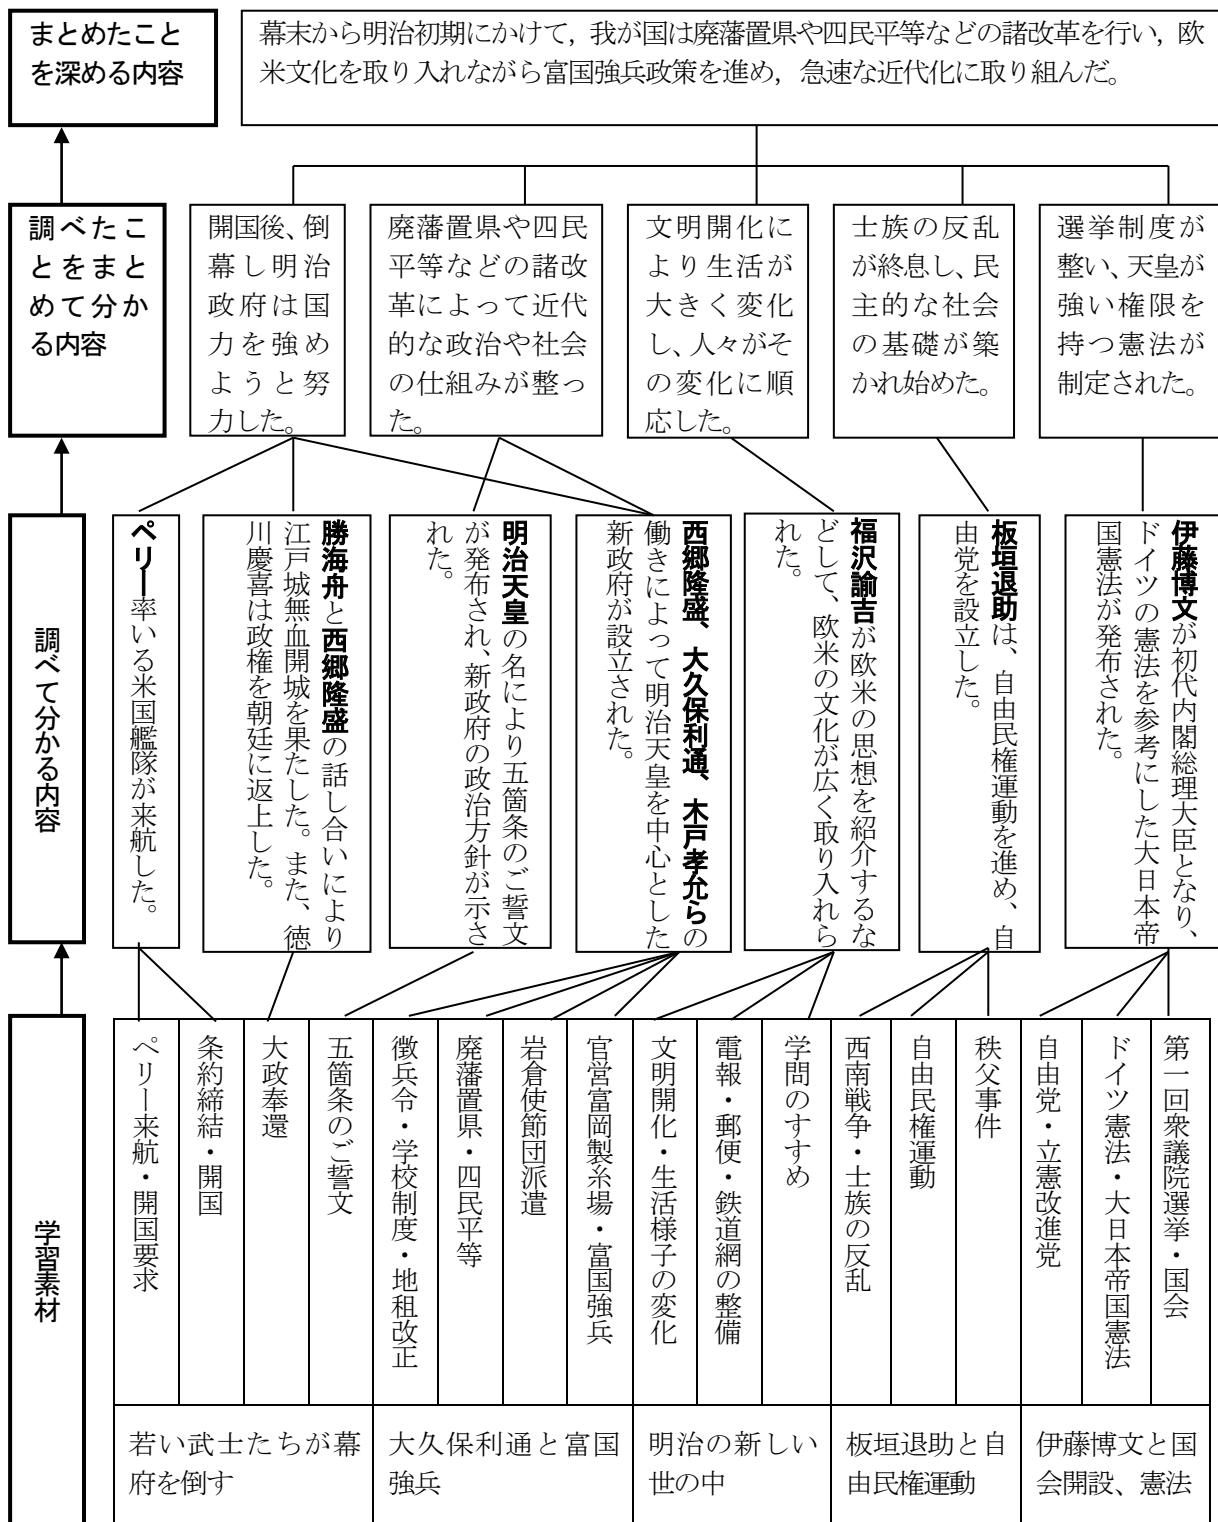 まとめたこと
を深める内容
幕末から明治初期にかけて，我が国は廃藩置県や四民平等などの諸改革を行い，欧
米文化を取り入れながら富国強兵政策を進め，急速な近代化に取り組んだ。
調べたこ
とをまと
めて分か
る内容
開国後、倒
幕し明治
政府は国
力を強め
ようと努
力した。
廃藩置県や四民
平等などの諸改
革によって近代
的な政治や社会
の仕組みが整っ
た。
文明開化に
より生活が
大きく変化
し、人々がそ
の変化に順
応した。
士族の反乱
が終息し、民
主的な社会
の基礎が築
かれ始めた。
選挙制度が
整い、天皇が
強い権限を
持つ憲法が
制定された。
調べて分かる内容
ペリー率いる米国艦隊が来航した。
勝海舟と西郷隆盛の話し合いにより
江戸城無血開城を果たした。また、徳
川慶喜は政権を朝廷に返上した。
明治天皇の名により五箇条のご誓文
が発布され、新政府の政治方針が示さ
れた。
西郷隆盛、大久保利通、木戸孝允らの
働きによって明治天皇を中心とした
新政府が設立された。
福沢諭吉が欧米の思想を紹介するな
どして、欧米の文化が広く取り入れら
れた。
板垣退助は、自由民権運動を進め、自
由党を設立した。
伊藤博文が初代内閣総理大臣となり、
ドイツの憲法を参考にした大日本帝
国憲法が発布された。
学習素材
ペリー来航・開国要求
条約締結・開国
大政奉還
五箇条のご誓文
徴兵令・学校制度・地租改正
廃藩置県・四民平等
岩倉使節団派遣
官営富岡製糸場・富国強兵
文明開化・生活様子の変化
電報・郵便・鉄道網の整備
学問のすすめ
西南戦争・士族の反乱
自由民権運動
秩父事件
自由党・立憲改進党
ドイツ憲法・大日本帝国憲法
第一回衆議院選挙・国会
若い武士たちが幕
府を倒す
大久保利通と富国
強兵
明治の新しい
世の中
板垣退助と自
由民権運動
伊藤博文と国
会開設、憲法